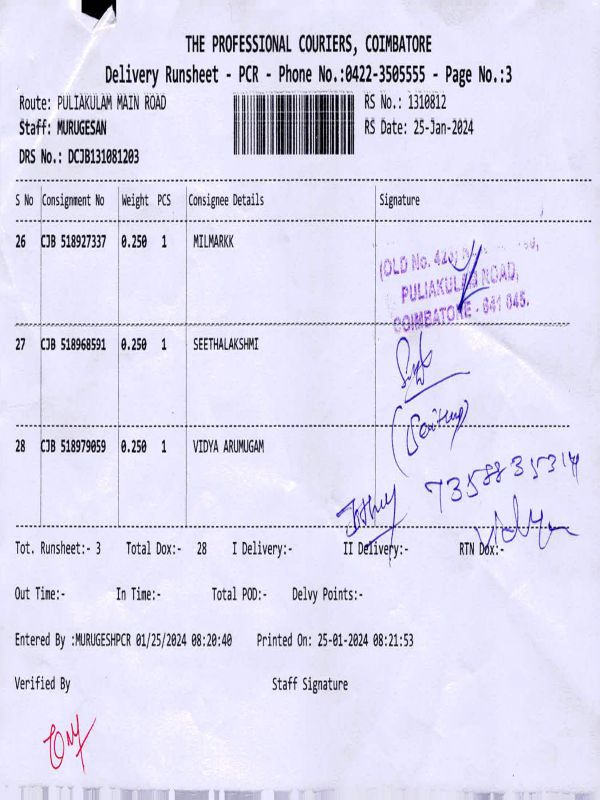 THE PROFESSIONAL COURIERS, COIMBATORE
Delivery Runsheet - PCR - Phone No.:0422-3505555 - Page No.:3
Route: PULIAKULAM MAIN ROAD
RS No.: 1310812
Staff: MURUGESAN
RS Date: 25-Jan-2024
DRS No.: DCJB131081203
S No Consignment No Weight PCS Consignee Details Signature
26 CJB 518927337 0.250 1 MILMARKK
(OLD No.
PULIAKULAM ROAD,
COIMBATORE - 641 045.
27 CJB 518968591 0.250 1 SEETHALAKSHMI
28 CJB 518979059 0.250 1 VIDYA ARUMUGAM
7358835314
Tot. Runsheet:- 3 Total Dox:- 28 I Delivery:- II Delivery:- RTN Dox:-
Out Time:- In Time:- Total POD:- Delvy Points:-
Entered By :MURUGESHPCR 01/25/2024 08:20:40 Printed On: 25-01-2024 08:21:53
Verified By Staff Signature